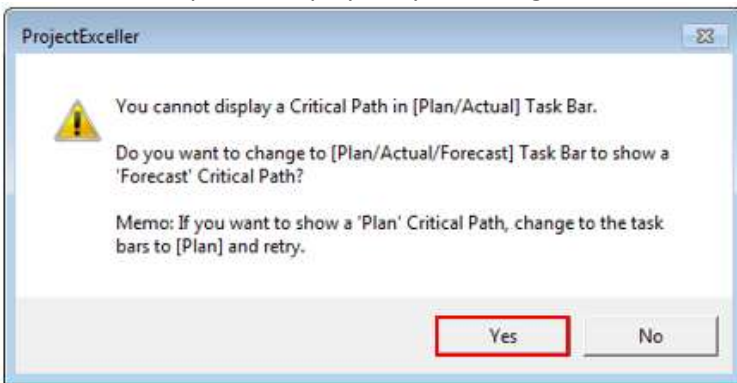 ProjectExceller
You cannot display a Critical Path in [Plan/Actual] Task Bar.
Do you want to change to [Plan/Actual/Forecast] Task Bar to show a
'Forecast' Critical Path?
Memo: If you want to show a 'Plan' Critical Path, change to the task
bars to [Plan] and retry.
Yes
No